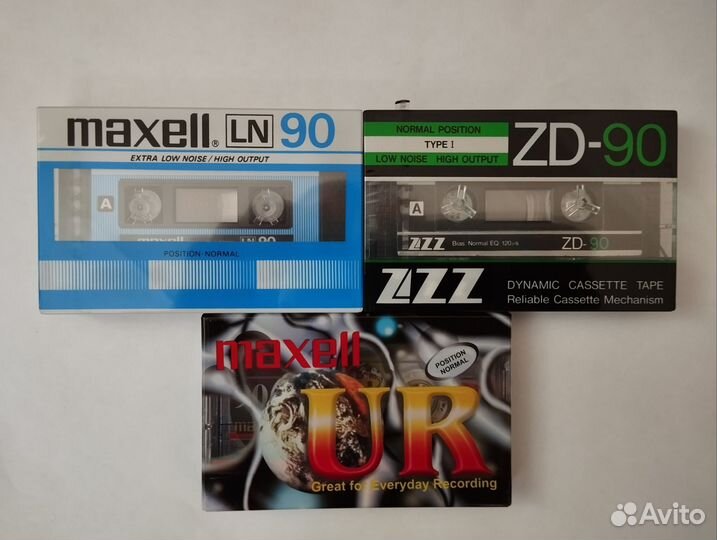 maxell® LN 90
EXTRA LOW NOISE / HIGH OUTPUT
A
maxell LN 90
POSITION·NORMAL
NORMAL POSITION
TYPE I
LOW NOISE HIGH OUTPUT
ZD-90
A
ZZZ Bias Normal EQ 120μs ZD-90
ZZZ
DYNAMIC CASSETTE TAPE
Reliable Cassette Mechanism
maxell
POSITION
NORMAL
90
UR
Great for Everyday Recording
Avito